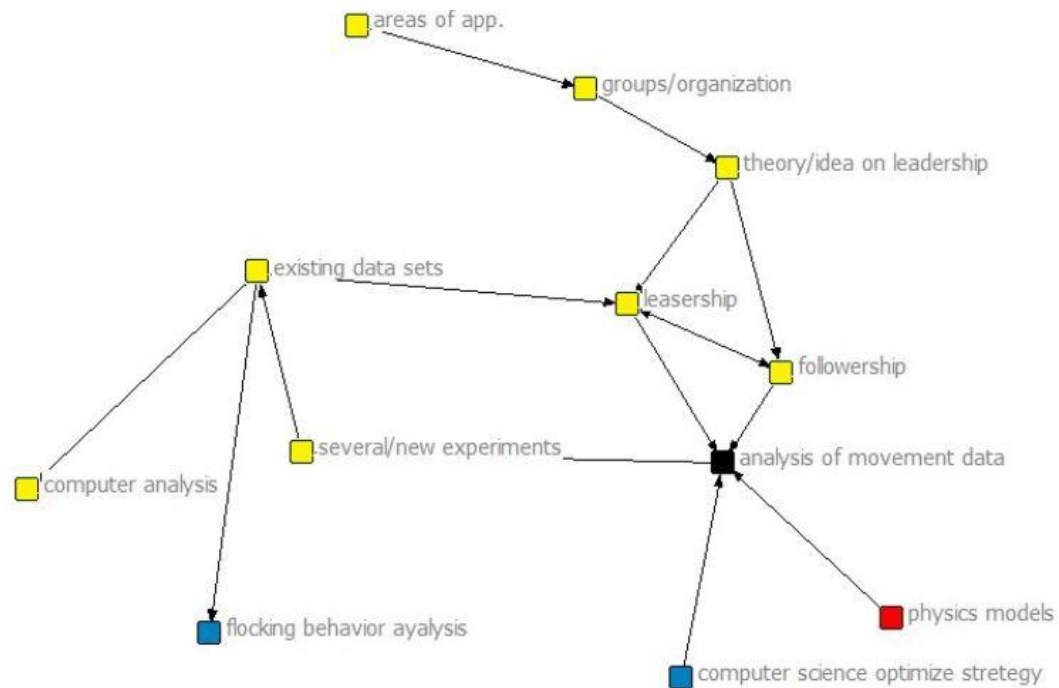 areas of app.
groups/organization
theory/idea on leadership
existing data sets
leasership
followership
several/new experiments
analysis of movement data
computer analysis
physics models
flocking behavior ayalysis
computer science optimize stretegy